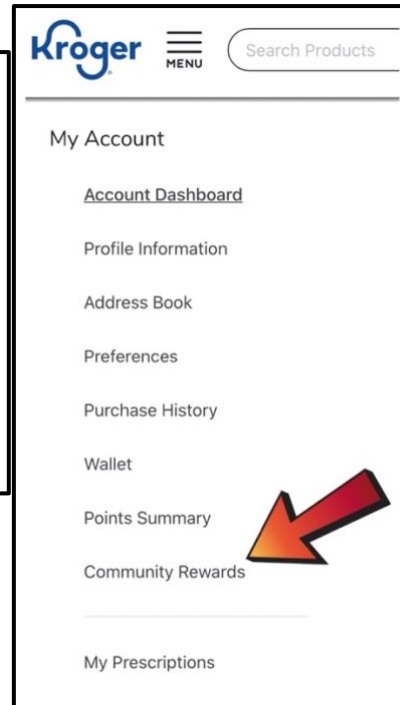 Kroger
MENU
Search Products
My Account
Account Dashboard
Profile Information
Address Book
Preferences
Purchase History
Wallet
Points Summary
Community Rewards
My Prescriptions